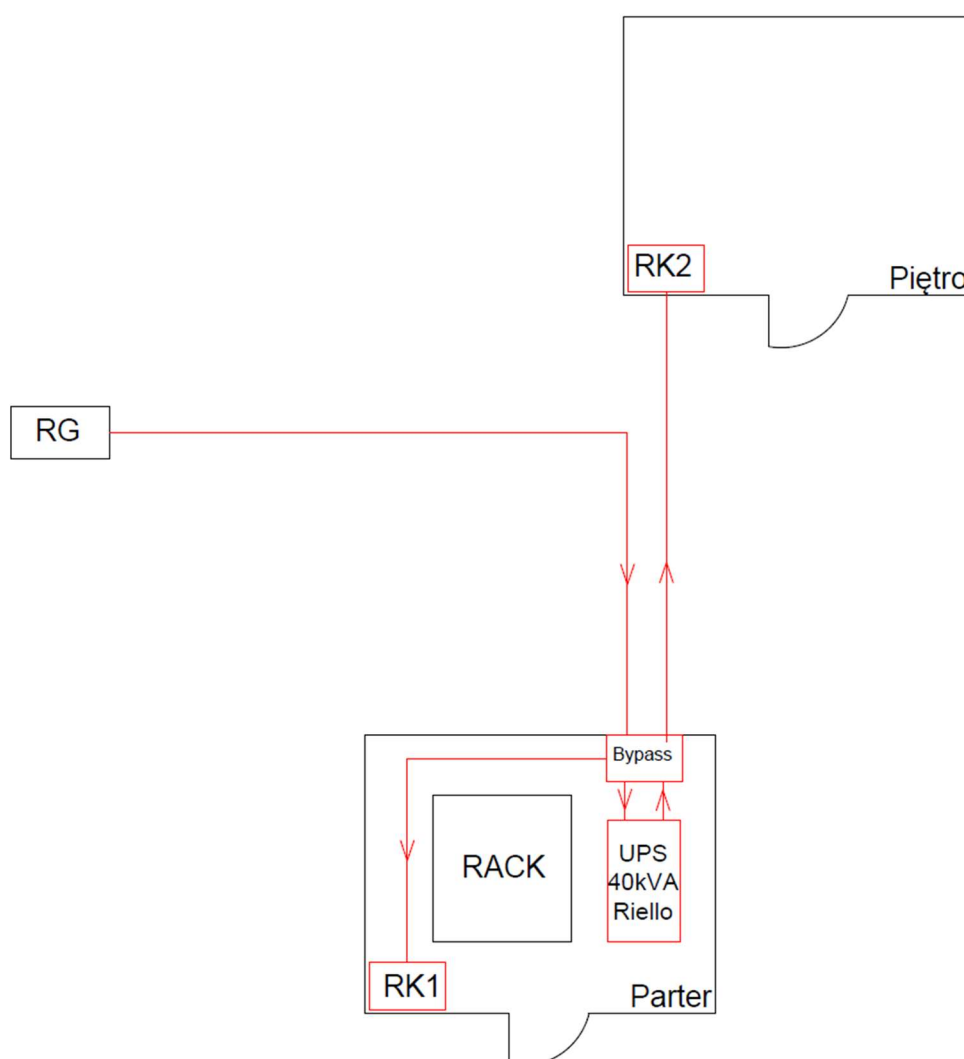 RK2
Piętro
RG
Bypass
RACK
UPS
40kVA
Riello
RK1
Parter